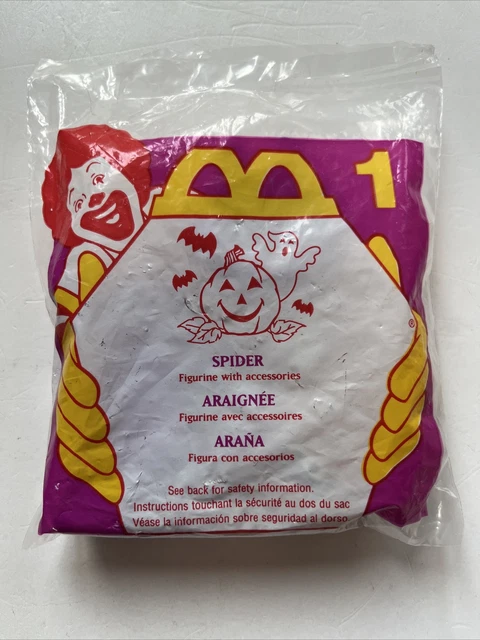 1
®
SPIDER
Figurine with accessories
ARAIGNÉE
Figurine avec accessoires
ARAÑA
Figura con accesorios
See back for safety information.
Instructions touchant la sécurité au dos du sac
Véase la información sobre seguridad al dorso